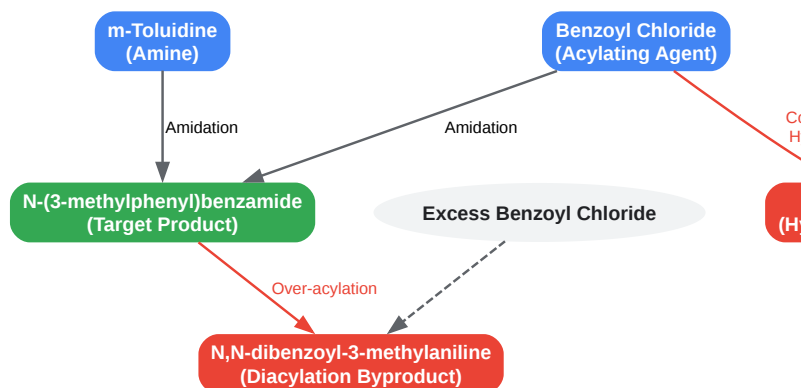 m-Toluidine
(Amine)
Benzoyl Chloride
(Acylating Agent)
Amidation
Amidation
N-(3-methylphenyl)benzamide
(Target Product)
Excess Benzoyl Chloride
Over-acylation
N,N-dibenzoyl-3-methylaniline
(Diacylation Byproduct)